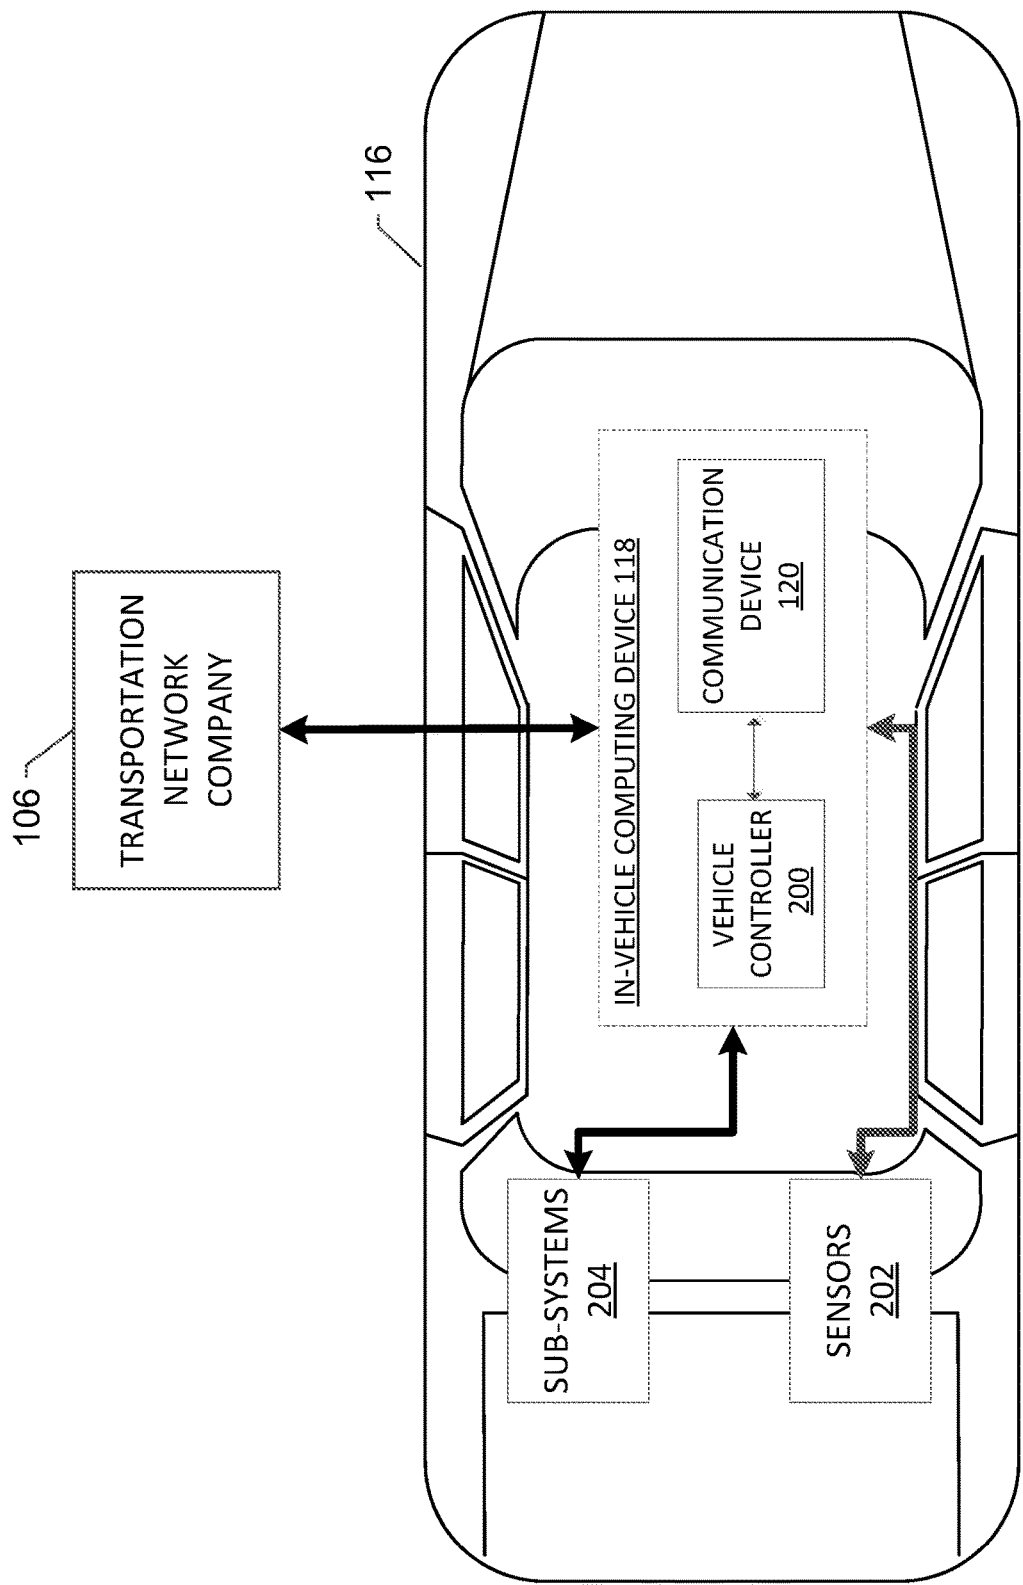 106
TRANSPORTATION
NETWORK
COMPANY
116
IN-VEHICLE COMPUTING DEVICE 118
VEHICLE
CONTROLLER
200
COMMUNICATION
DEVICE
120
SUB-SYSTEMS
204
SENSORS
202